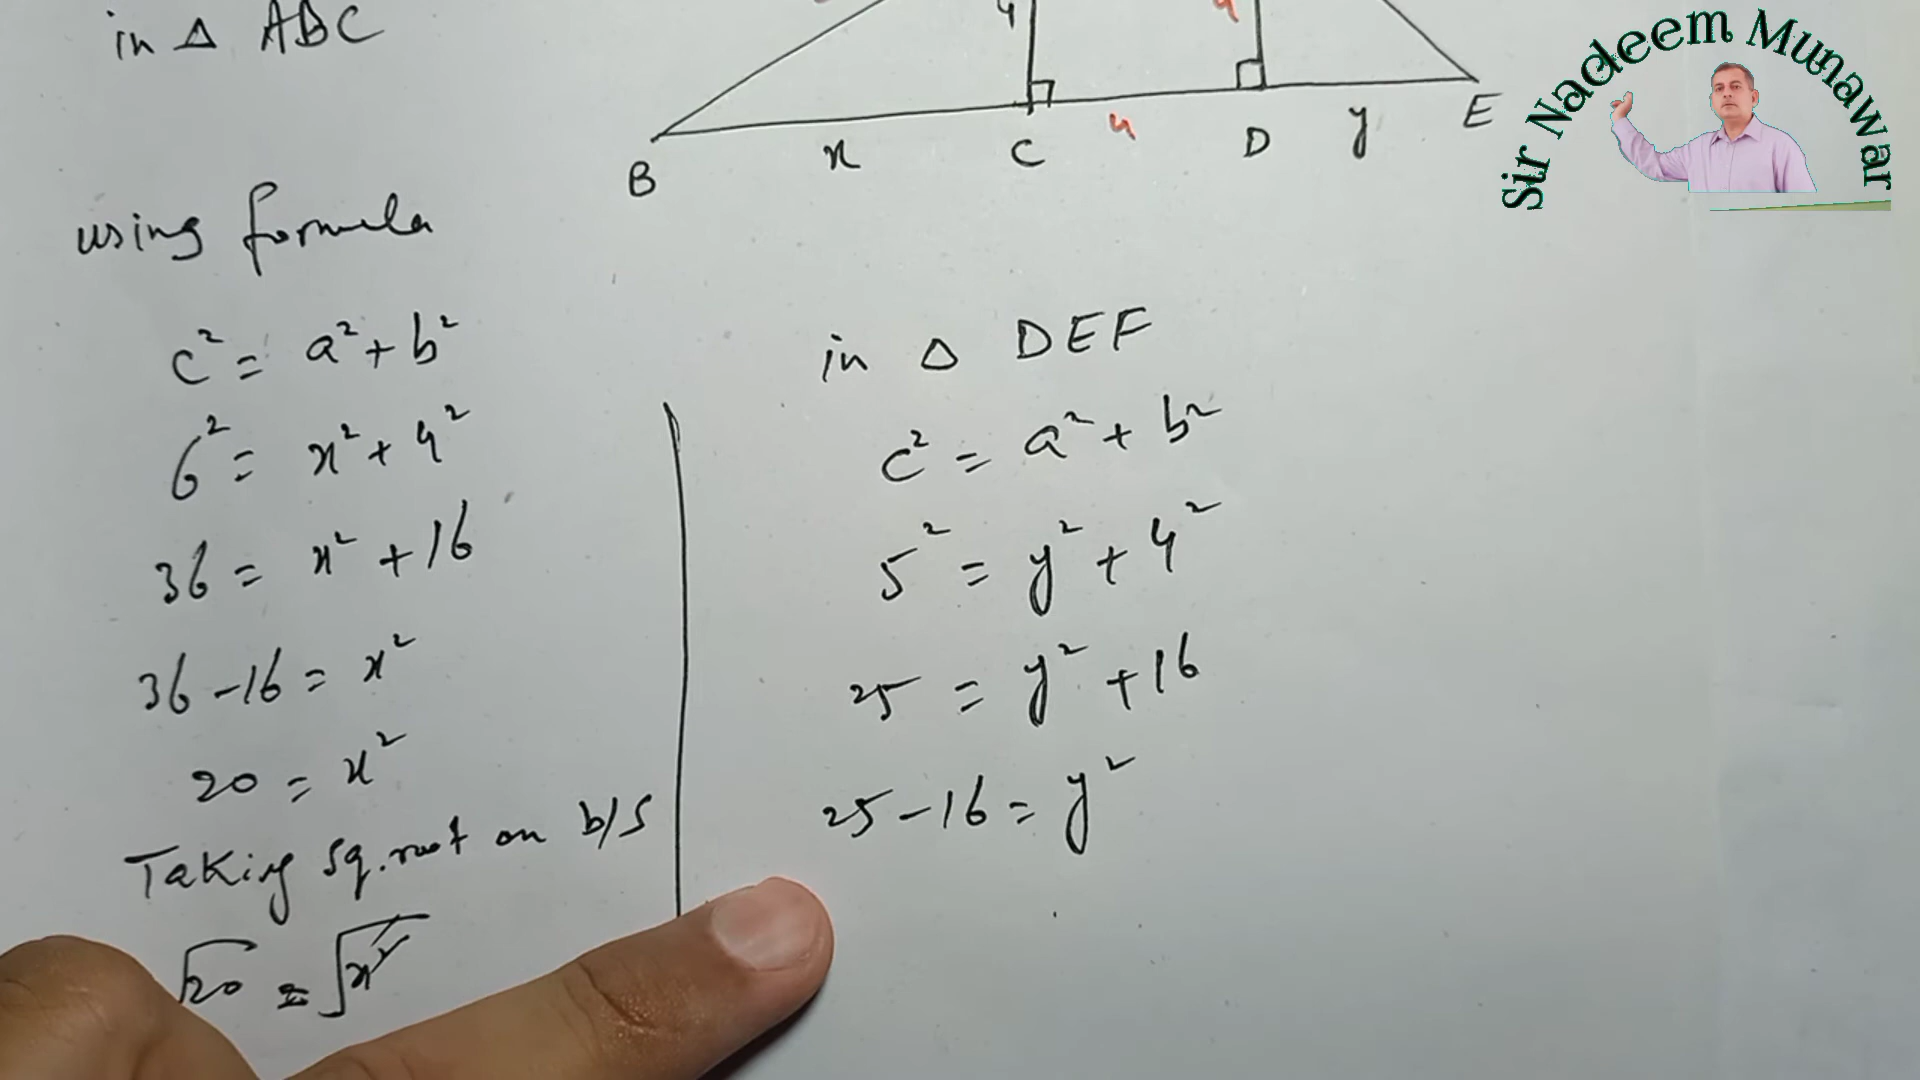 in △ ABC
4
4
B
x
C
4
D
y
E
Sir Nadeem Munawar
using formula
c² = a² + b²
6² = x² + 4²
36 = x² + 16
36 - 16 = x²
20 = x²
Taking sq. root on b/s
√20 = √x²
in △ DEF
c² = a² + b²
5² = y² + 4²
25 = y² + 16
25 - 16 = y²